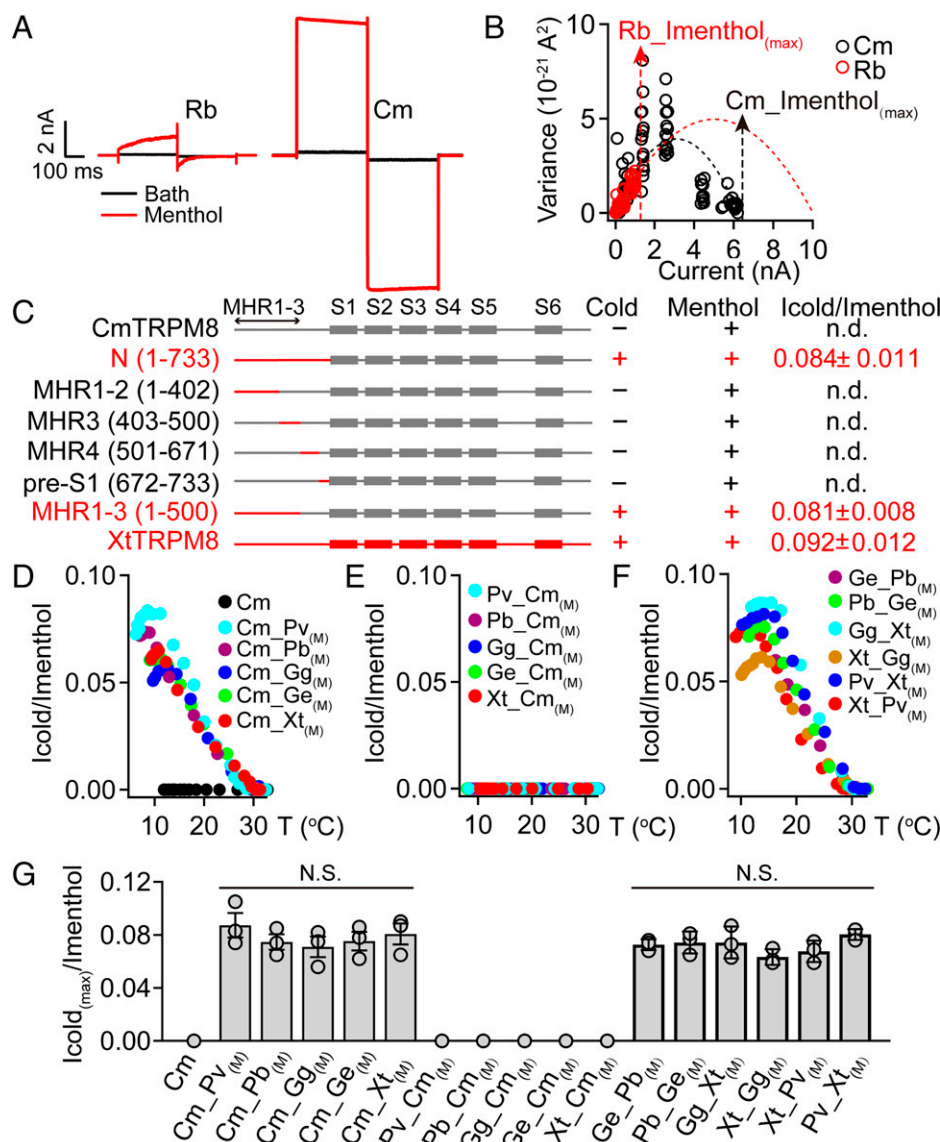 A
Rb
Cm
2 nA
100 ms
Bath
Menthol
B
Variance (10⁻²¹ A²)
10
5
0
Rb_Imenthol(max)
Cm
Rb
Cm_Imenthol(max)
0 2 4 6 8 10
Current (nA)
C
MHR1-3 S1 S2 S3 S4 S5 S6 Cold Menthol Icold/Imenthol
CmTRPM8 − + n.d.
N (1-733) + + 0.084± 0.011
MHR1-2 (1-402) − + n.d.
MHR3 (403-500) − + n.d.
MHR4 (501-671) − + n.d.
pre-S1 (672-733) − + n.d.
MHR1-3 (1-500) + + 0.081±0.008
XtTRPM8 + + 0.092±0.012
D
Icold/Imenthol
0.10
0.05
0.00
Cm
Cm_Pv(M)
Cm_Pb(M)
Cm_Gg(M)
Cm_Ge(M)
Cm_Xt(M)
10 20 30
T (°C)
E
Icold/Imenthol
0.10
0.05
0.00
Pv_Cm(M)
Pb_Cm(M)
Gg_Cm(M)
Ge_Cm(M)
Xt_Cm(M)
10 20 30
T (°C)
F
Icold/Imenthol
0.10
0.05
0.00
Ge_Pb(M)
Pb_Ge(M)
Gg_Xt(M)
Xt_Gg(M)
Pv_Xt(M)
Xt_Pv(M)
10 20 30
T (°C)
G
Icold(max)/Imenthol
0.12
0.08
0.04
0.00
N.S.
N.S.
Cm
Cm_Pv(M)
Cm_Pb(M)
Cm_Gg(M)
Cm_Ge(M)
Cm_Xt(M)
Pv_Cm(M)
Pb_Cm(M)
Gg_Cm(M)
Ge_Cm(M)
Xt_Cm(M)
Ge_Pb(M)
Pb_Ge(M)
Gg_Xt(M)
Xt_Gg(M)
Xt_Pv(M)
Pv_Xt(M)